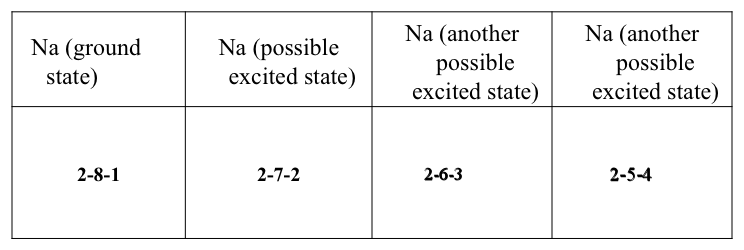 Na (ground
state)
Na (possible
excited state)
Na (another
possible
excited state)
Na (another
possible
excited state)
2-8-1
2-7-2
2-6-3
2-5-4